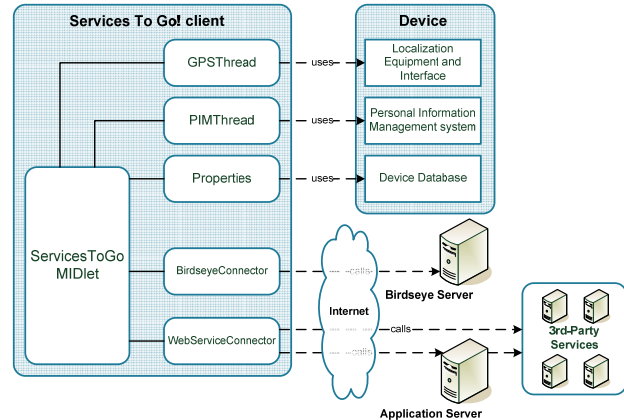 Services To Go! client
Device
GPSThread
uses
Localization
Equipment and
Interface
PIMThread
uses
Personal Information
Management system
Properties
uses
Device Database
ServicesToGo
MIDlet
BirdseyeConnector
calls
Birdseye Server
Internet
WebServiceConnector
calls
calls
3rd-Party
Services
Application Server